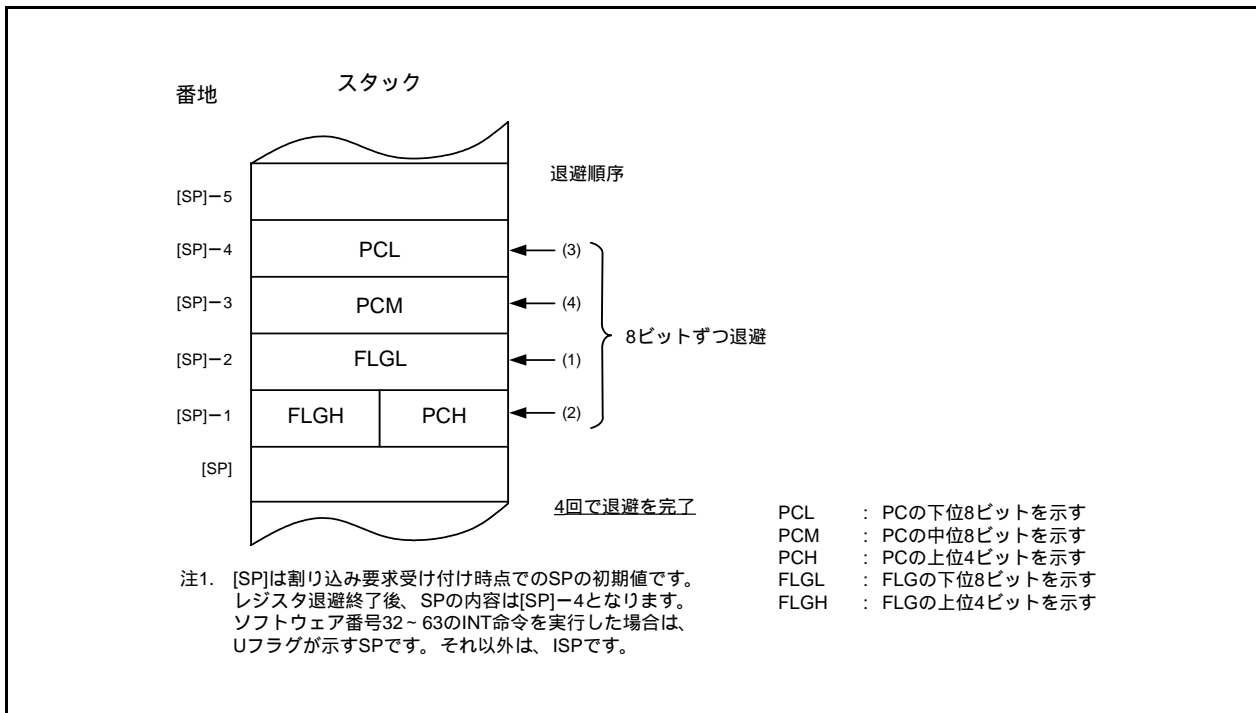 番地
スタック
退避順序
[SP]－5
[SP]－4
PCL
(3)
[SP]－3
PCM
(4)
8ビットずつ退避
[SP]－2
FLGL
(1)
[SP]－1
FLGH
PCH
(2)
[SP]
4回で退避を完了
PCL : PCの下位8ビットを示す
PCM : PCの中位8ビットを示す
PCH : PCの上位4ビットを示す
FLGL : FLGの下位8ビットを示す
FLGH : FLGの上位4ビットを示す
注1. [SP]は割り込み要求受け付け時点でのSPの初期値です。
レジスタ退避終了後、SPの内容は[SP]－4となります。
ソフトウェア番号32～63のINT命令を実行した場合は、
Uフラグが示すSPです。それ以外は、ISPです。